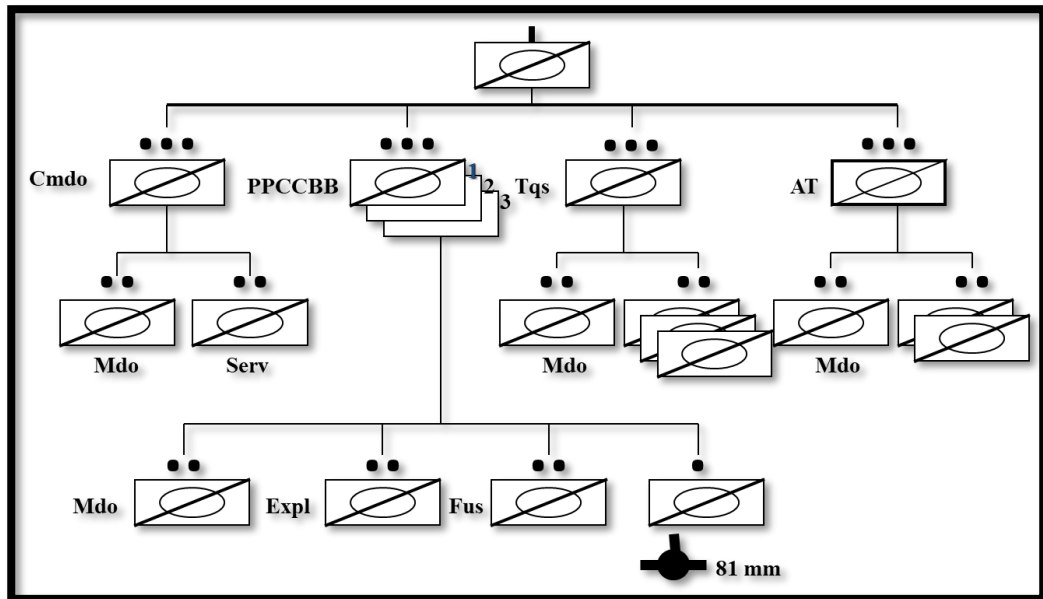 Cmdo
PPCCBB
1
2
3
Tqs
AT
Mdo
Serv
Mdo
Mdo
Mdo
Expl
Fus
81 mm